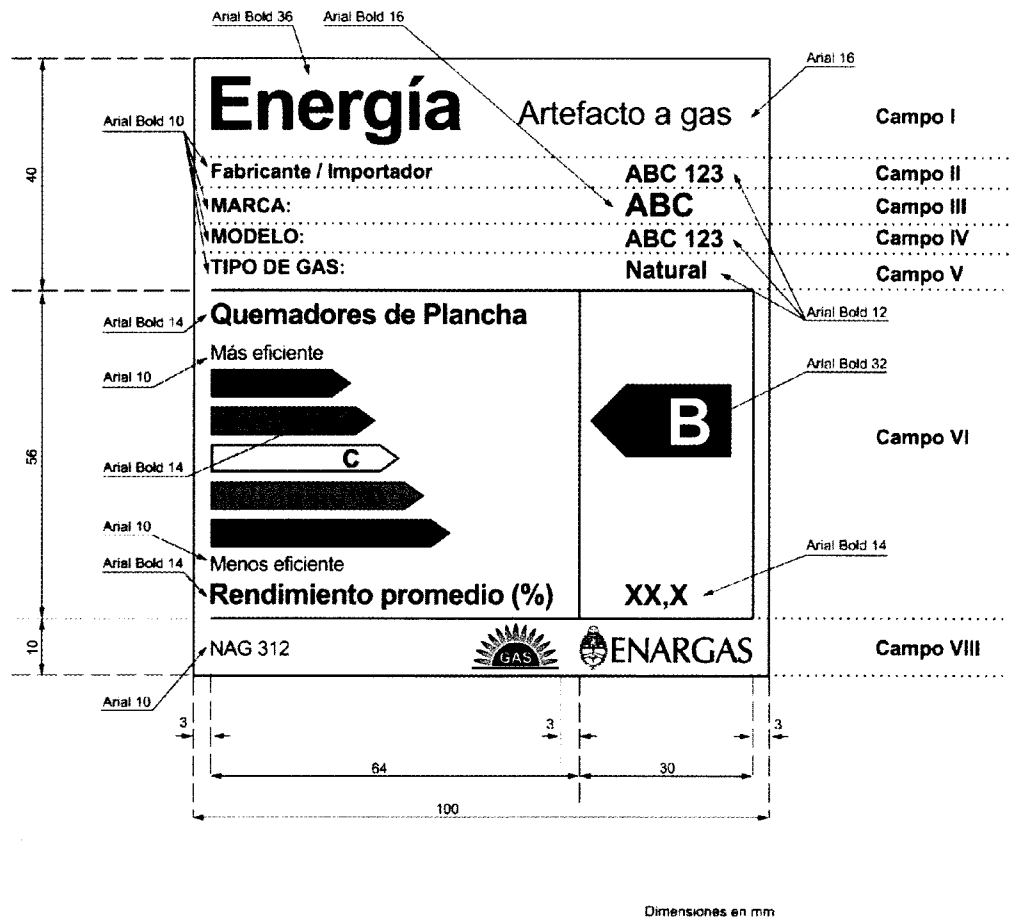 Arial Bold 36
Arial Bold 16
Arial 16
Energía
Artefacto a gas
Campo I
Arial Bold 10
40
Fabricante / Importador
ABC 123
Campo II
MARCA:
ABC
Campo III
MODELO:
ABC 123
Campo IV
TIPO DE GAS:
Natural
Campo V
Arial Bold 12
Arial Bold 14
Quemadores de Plancha
Más eficiente
Arial 10
Arial Bold 32
B
Campo VI
56
C
Arial Bold 14
Arial 10
Menos eficiente
Arial Bold 14
Arial Bold 14
Rendimiento promedio (%)
XX,X
10
NAG 312
GAS
ENARGAS
Campo VIII
Arial 10
3
3
3
64
30
100
Dimensiones en mm